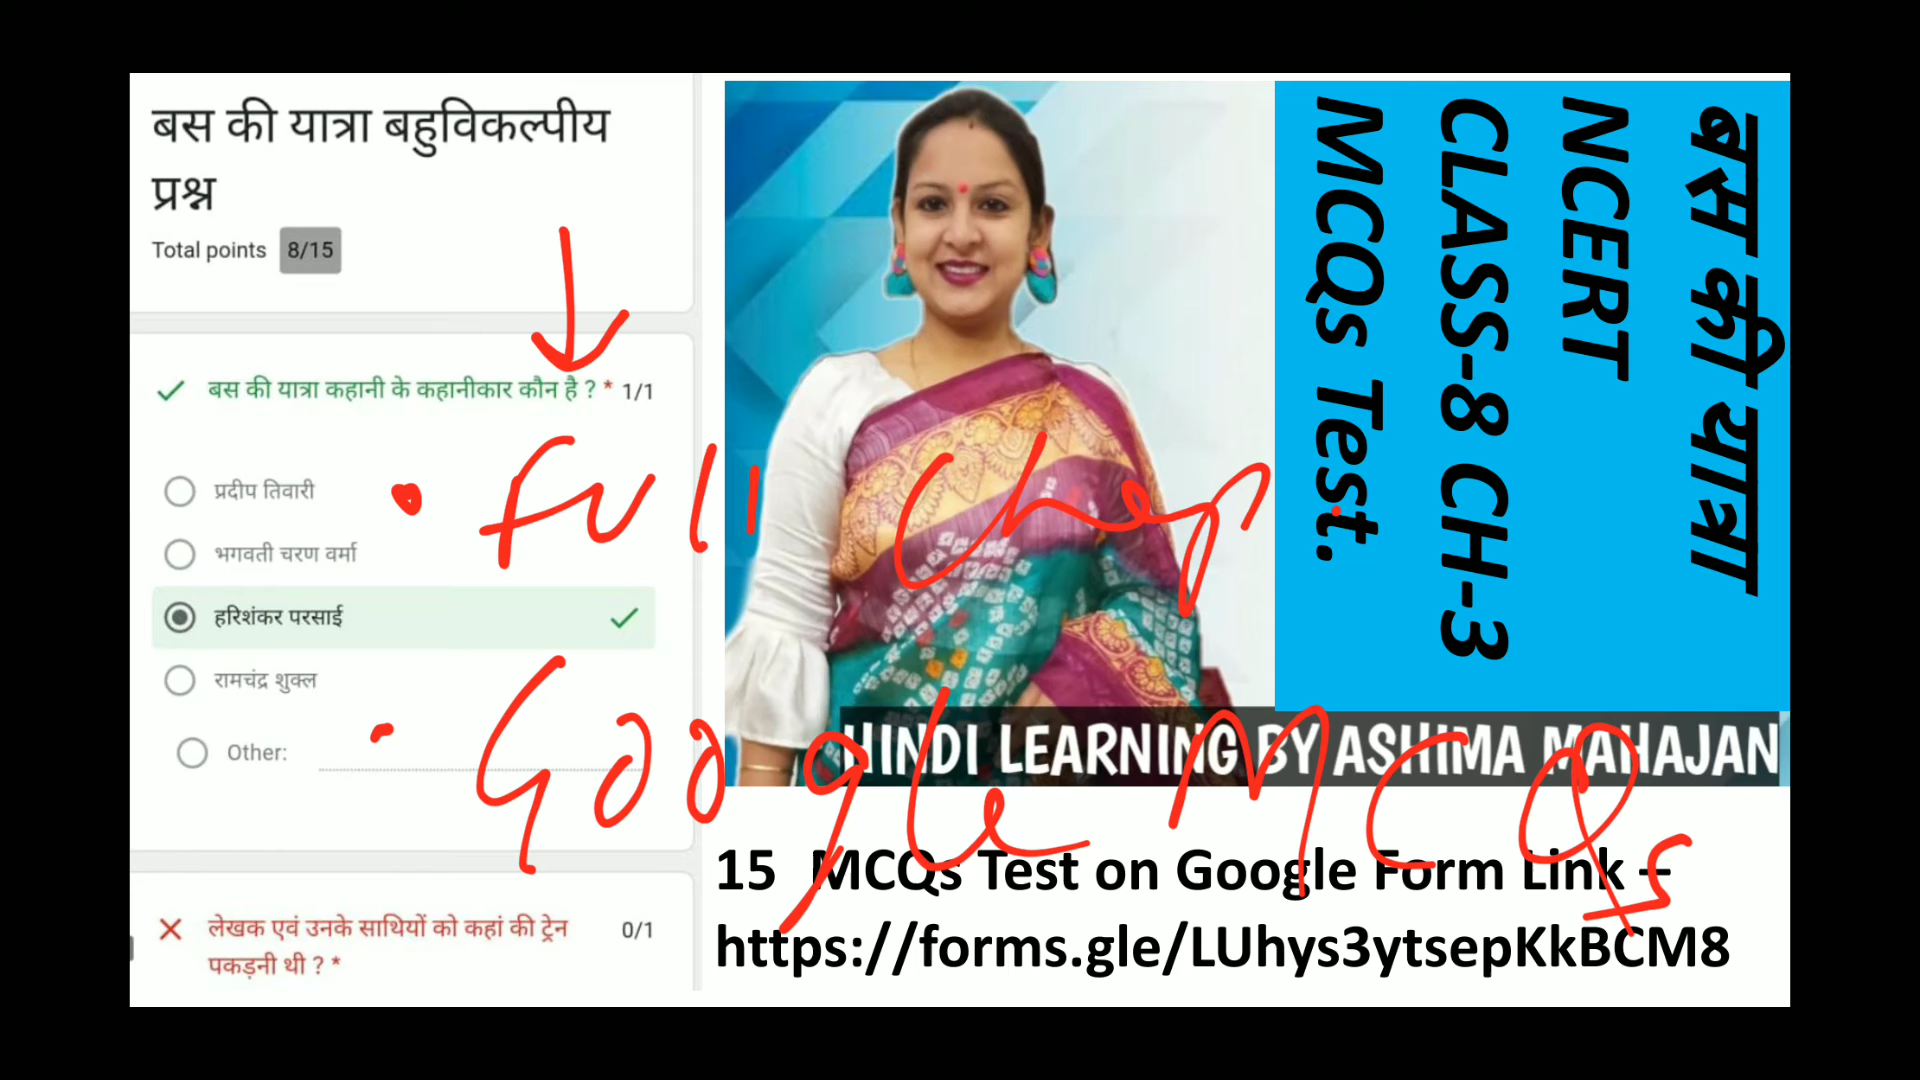 बस की यात्रा बहुविकल्पीय
प्रश्न
Total points 8/15
बस की यात्रा कहानी के कहानीकार कौन है ? * 1/1
प्रदीप तिवारी
भगवती चरण वर्मा
हरिशंकर परसाई
रामचंद्र शुक्ल
Other:
लेखक एवं उनके साथियों को कहां की ट्रेन 0/1
पकड़नी थी ? *
Full Chap
Google MCQs
बस की यात्रा
NCERT
CLASS-8 CH-3
MCQs Test.
HINDI LEARNING BY ASHIMA MAHAJAN
15 MCQs Test on Google Form Link –
https://forms.gle/LUhys3ytsepKkBCM8